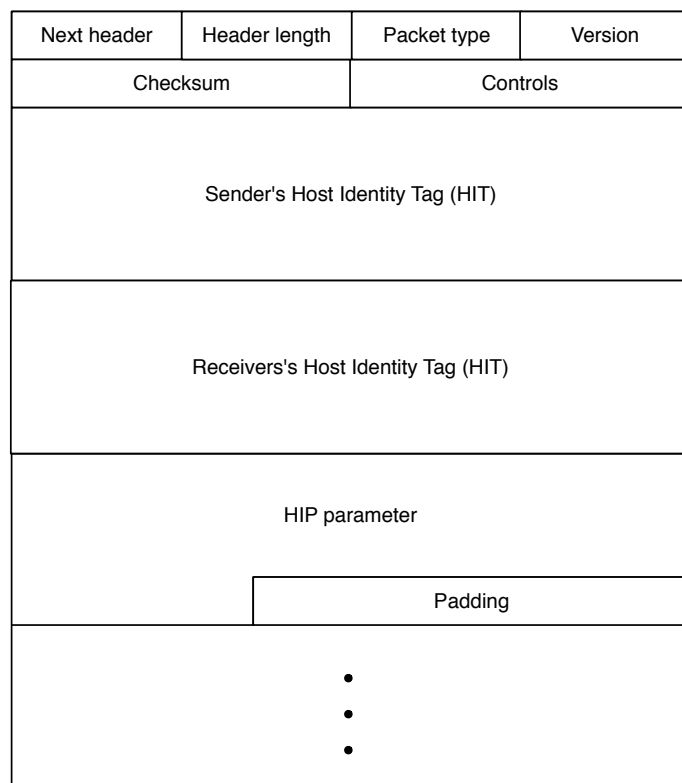 Next header Header length Packet type Version
Checksum Controls
Sender's Host Identity Tag (HIT)
Receivers's Host Identity Tag (HIT)
HIP parameter
Padding